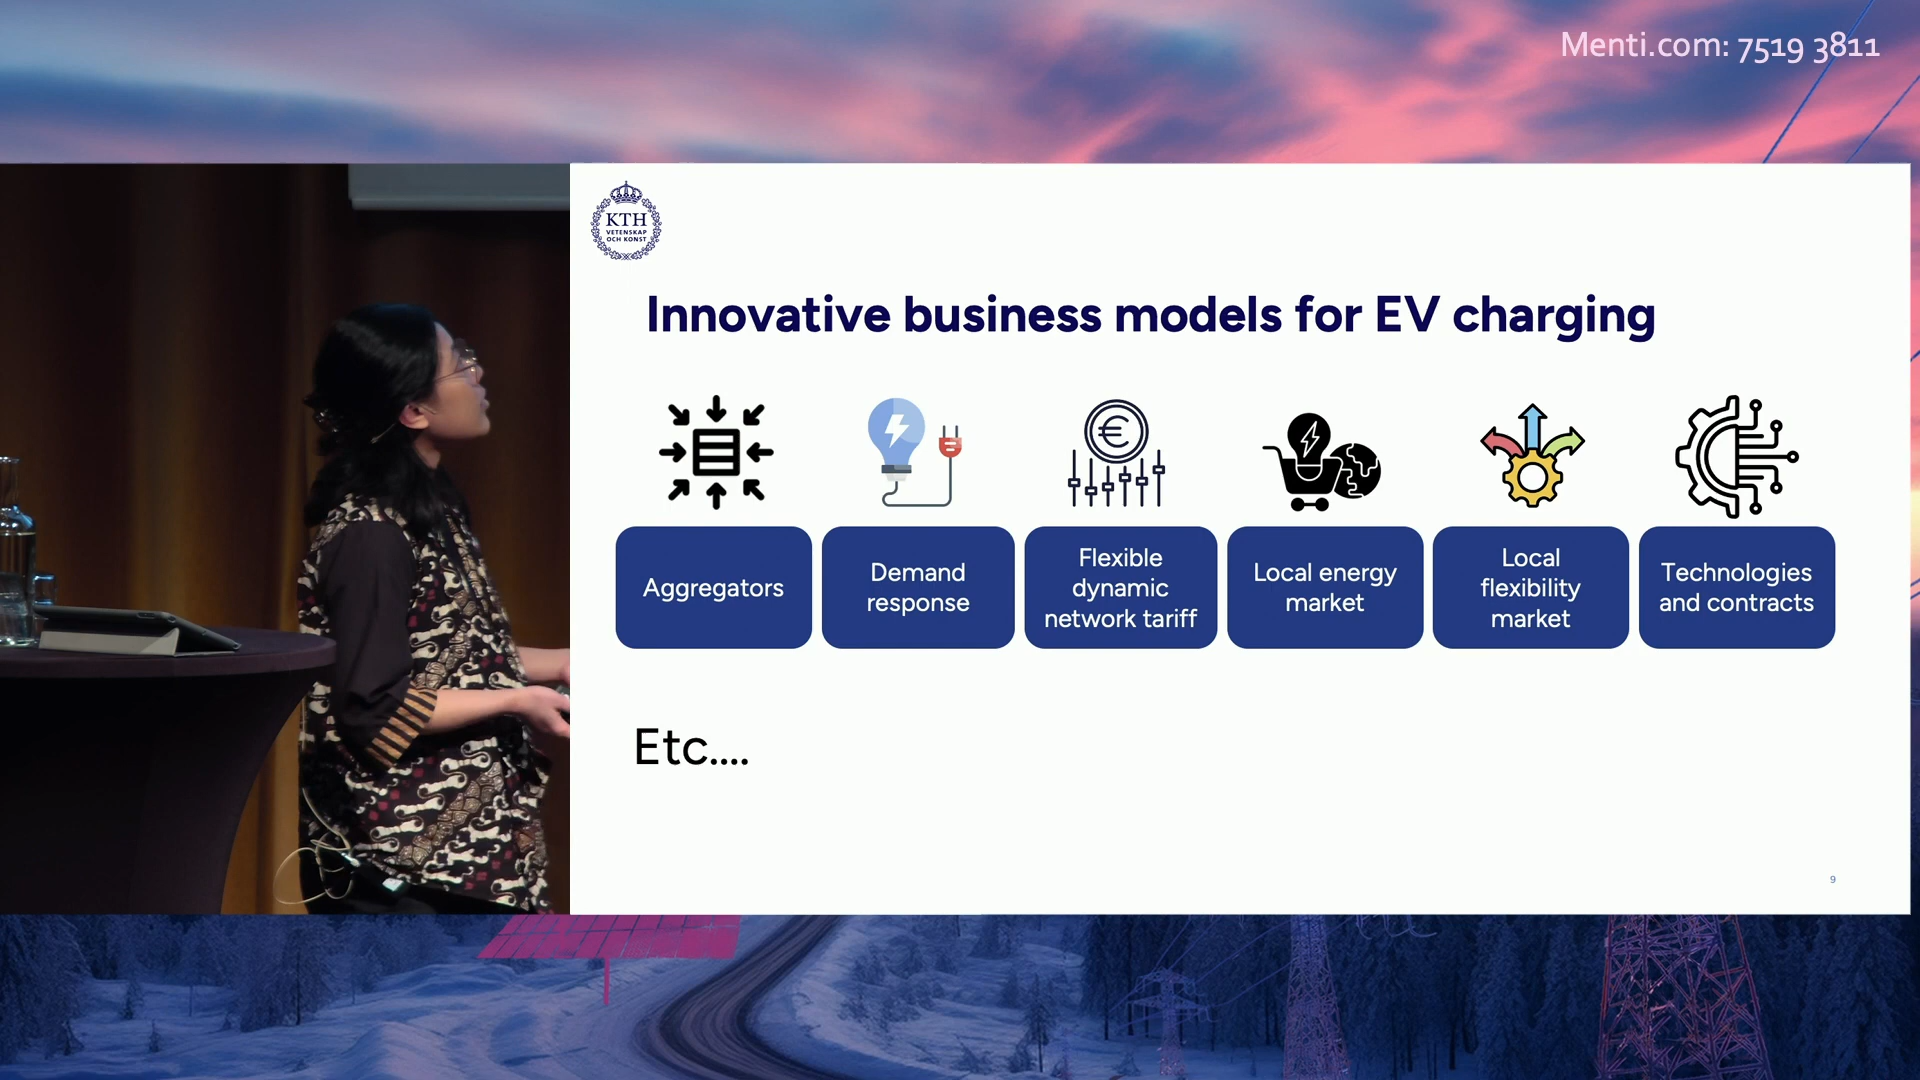 Menti.com: 7519 3811
KTH
VETENSKAP
OCH KONST
Innovative business models for EV charging
€
Aggregators
Demand
response
Flexible
dynamic
network tariff
Local energy
market
Local
flexibility
market
Technologies
and contracts
Etc....
9